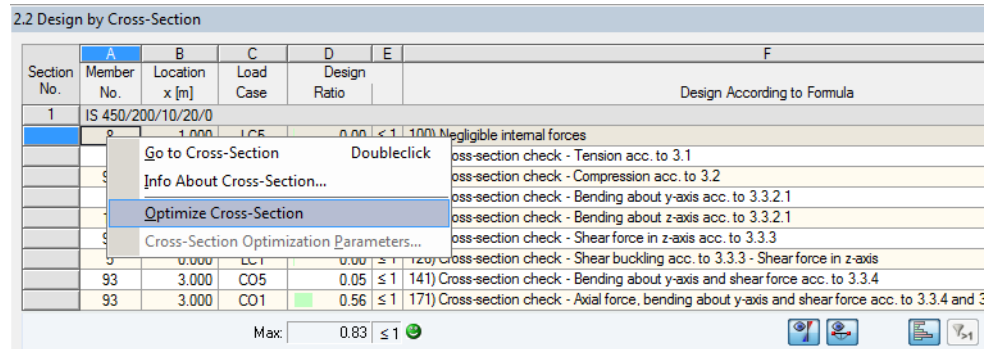 2.2 Design by Cross-Section
A B C D E F
Section Member Location Load Design
No. No. x [m] Case Ratio Design According to Formula
1 IS 450/200/10/20/0
8 1.000 LC5 0.00 ≤ 1 100) Negligible internal forces
Go to Cross-Section Doubleclick oss-section check - Tension acc. to 3.1
Info About Cross-Section... oss-section check - Compression acc. to 3.2
oss-section check - Bending about y-axis acc. to 3.3.2.1
Optimize Cross-Section oss-section check - Bending about z-axis acc. to 3.3.2.1
Cross-Section Optimization Parameters... oss-section check - Shear force in z-axis acc. to 3.3.3
5 0.000 LC1 0.00 ≤ 1 126) Cross-section check - Shear buckling acc. to 3.3.3 - Shear force in z-axis
93 3.000 CO5 0.05 ≤ 1 141) Cross-section check - Bending about y-axis and shear force acc. to 3.3.4
93 3.000 CO1 0.56 ≤ 1 171) Cross-section check - Axial force, bending about y-axis and shear force acc. to 3.3.4 and 3
Max: 0.83 ≤ 1
>1